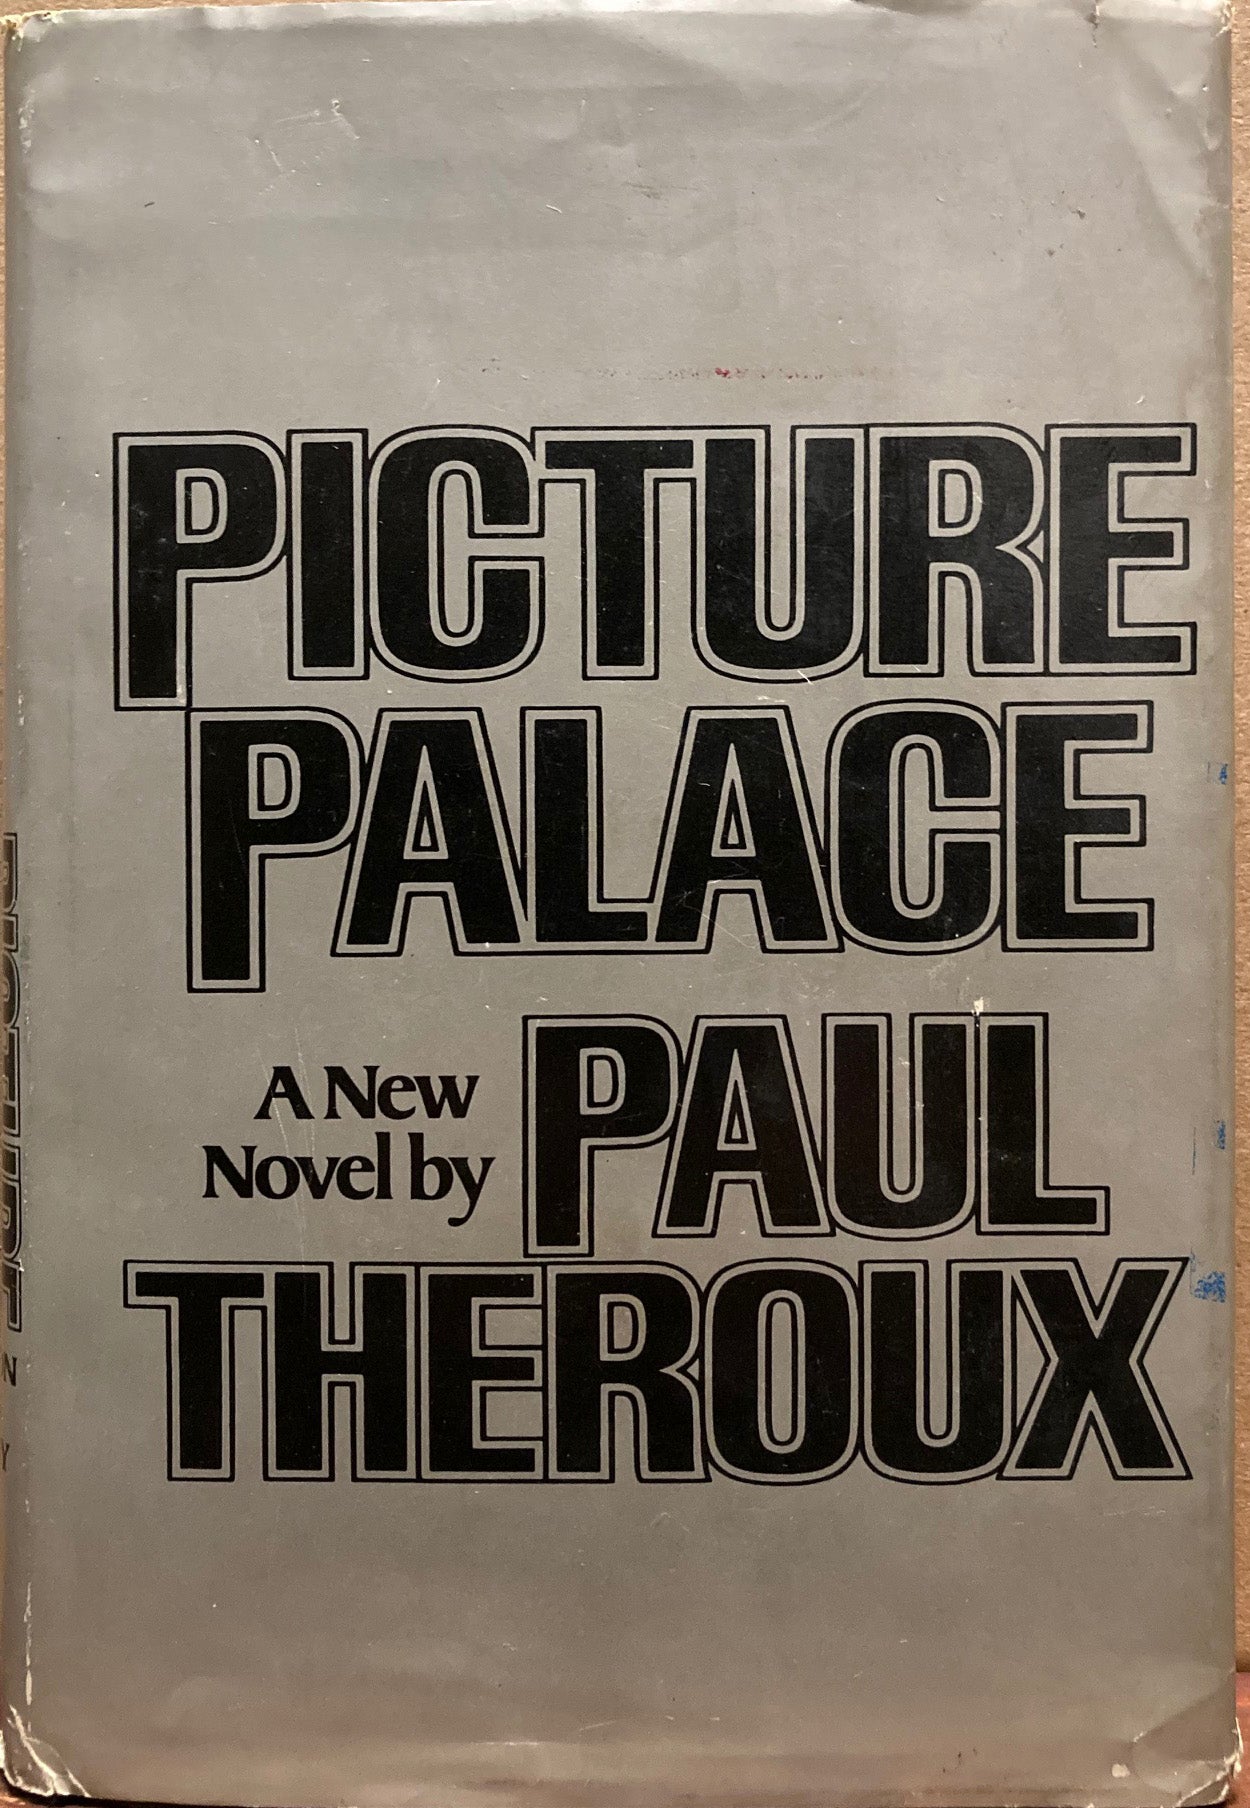 PICTURE
PALACE
A New
Novel by
PAUL
THEROUX